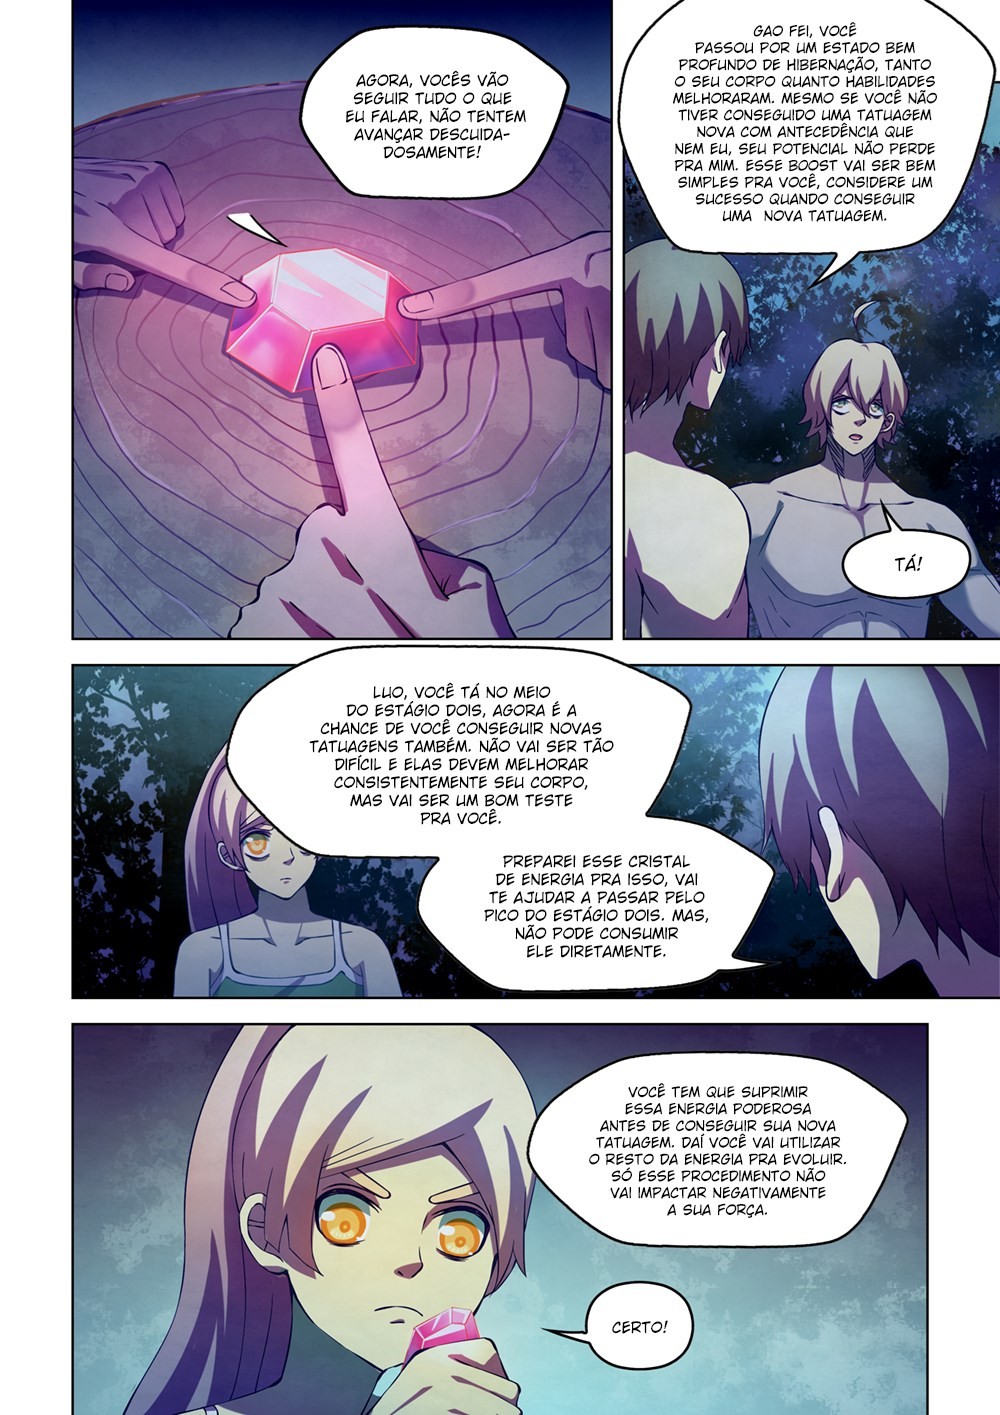 AGORA, VOCÊS VÃO
SEGUIR TUDO O QUE
EU FALAR, NÃO TENTEM
AVANÇAR DESCUIDA-
DOSAMENTE!
GAO FEI, VOCÊ
PASSOU POR UM ESTADO BEM
PROFUNDO DE HIBERNAÇÃO, TANTO
O SEU CORPO QUANTO HABILIDADES
MELHORARAM. MESMO SE VOCÊ NÃO
TIVER CONSEGUIDO UMA TATUAGEM
NOVA COM ANTECEDÊNCIA QUE
NEM EU, SEU POTENCIAL NÃO PERDE
PRA MIM. ESSE BOOST VAI SER BEM
SIMPLES PRA VOCÊ, CONSIDERE UM
SUCESSO QUANDO CONSEGUIR
UMA NOVA TATUAGEM.
TÁ!
LUO, VOCÊ TÁ NO MEIO
DO ESTÁGIO DOIS, AGORA É A
CHANCE DE VOCÊ CONSEGUIR NOVAS
TATUAGENS TAMBÉM. NÃO VAI SER TÃO
DIFÍCIL E ELAS DEVEM MELHORAR
CONSISTENTEMENTE SEU CORPO,
MAS VAI SER UM BOM TESTE
PRA VOCÊ.
PREPAREI ESSE CRISTAL
DE ENERGIA PRA ISSO, VAI
TE AJUDAR A PASSAR PELO
PICO DO ESTÁGIO DOIS. MAS,
NÃO PODE CONSUMIR
ELE DIRETAMENTE.
VOCÊ TEM QUE SUPRIMIR
ESSA ENERGIA PODEROSA
ANTES DE CONSEGUIR SUA NOVA
TATUAGEM. DAÍ VOCÊ VAI UTILIZAR
O RESTO DA ENERGIA PRA EVOLUIR.
SÓ ESSE PROCEDIMENTO NÃO
VAI IMPACTAR NEGATIVAMENTE
A SUA FORÇA.
CERTO!